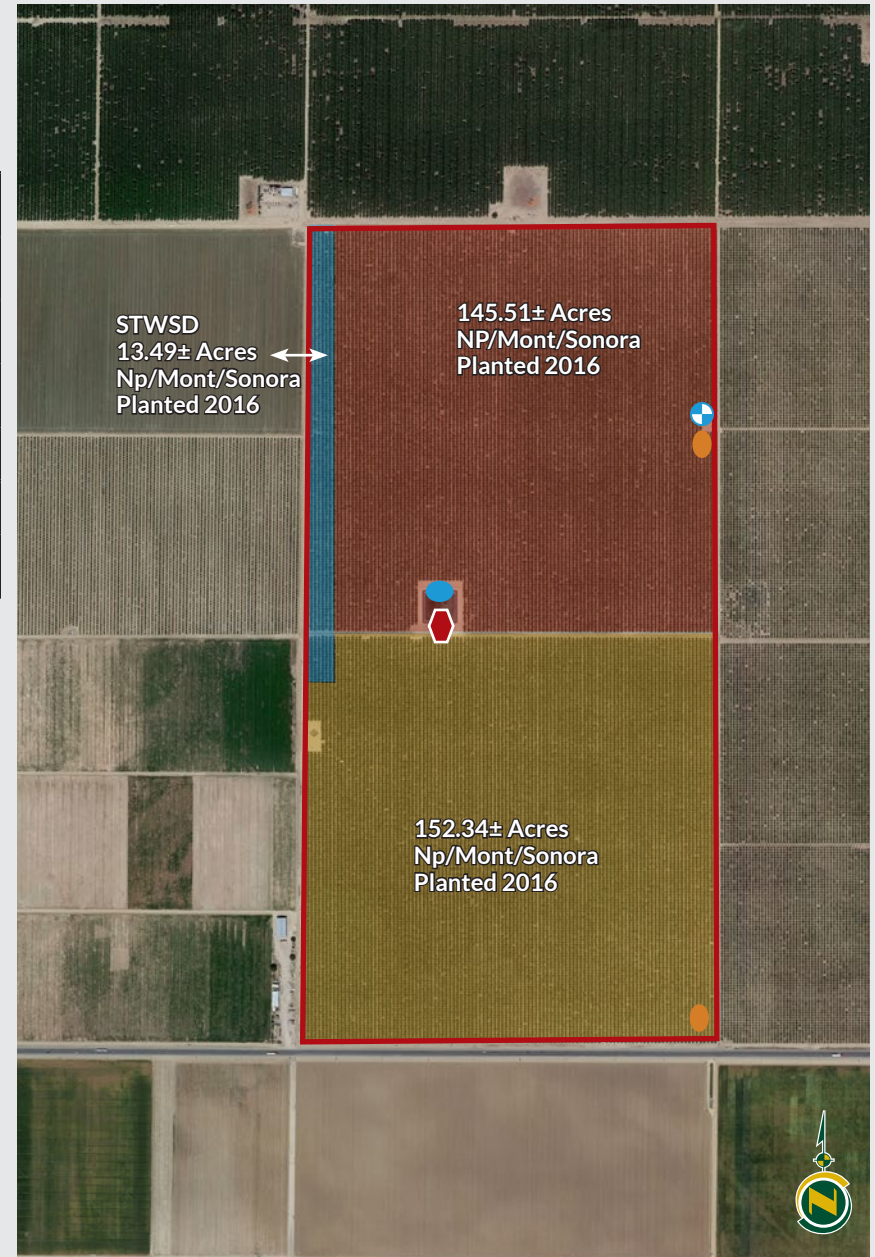 STWSD
13.49± Acres
Np/Mont/Sonora
Planted 2016
145.51± Acres
NP/Mont/Sonora
Planted 2016
152.34± Acres
Np/Mont/Sonora
Planted 2016
N